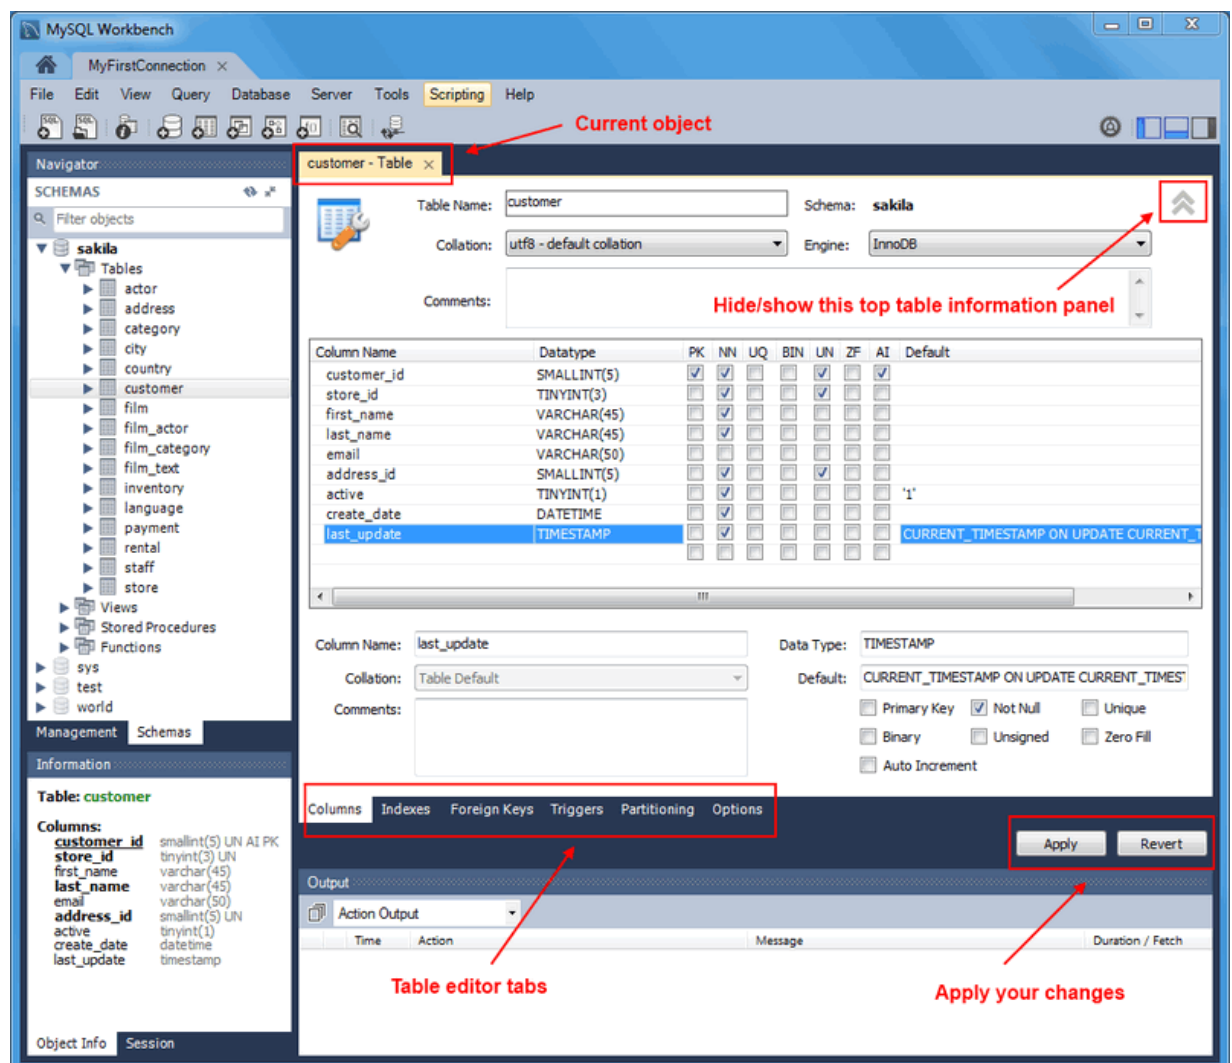 MySQL Workbench
MyFirstConnection
File Edit View Query Database Server Tools Scripting Help
Current object
Navigator
SCHEMAS
Filter objects
sakila
Tables
actor
address
category
city
country
customer
film
film_actor
film_category
film_text
inventory
language
payment
rental
staff
store
Views
Stored Procedures
Functions
sys
test
world
Management Schemas
Information
Table: customer
Columns:
customer_id smallint(5) UN AI PK
store_id tinyint(3) UN
first_name varchar(45)
last_name varchar(45)
email varchar(50)
address_id smallint(5) UN
active tinyint(1)
create_date datetime
last_update timestamp
Object Info Session
customer - Table
Table Name: customer Schema: sakila
Collation: utf8 - default collation Engine: InnoDB
Comments:
Hide/show this top table information panel
Column Name Datatype PK NN UQ BIN UN ZF AI Default
customer_id SMALLINT(5)
store_id TINYINT(3)
first_name VARCHAR(45)
last_name VARCHAR(45)
email VARCHAR(50)
address_id SMALLINT(5)
active TINYINT(1) '1'
create_date DATETIME
last_update TIMESTAMP CURRENT_TIMESTAMP ON UPDATE CURRENT_T
Column Name: last_update Data Type: TIMESTAMP
Collation: Table Default Default: CURRENT_TIMESTAMP ON UPDATE CURRENT_TIMES
Comments: Primary Key Not Null Unique
Binary Unsigned Zero Fill
Auto Increment
Columns Indexes Foreign Keys Triggers Partitioning Options
Apply Revert
Output
Action Output
Time Action Message Duration / Fetch
Table editor tabs
Apply your changes